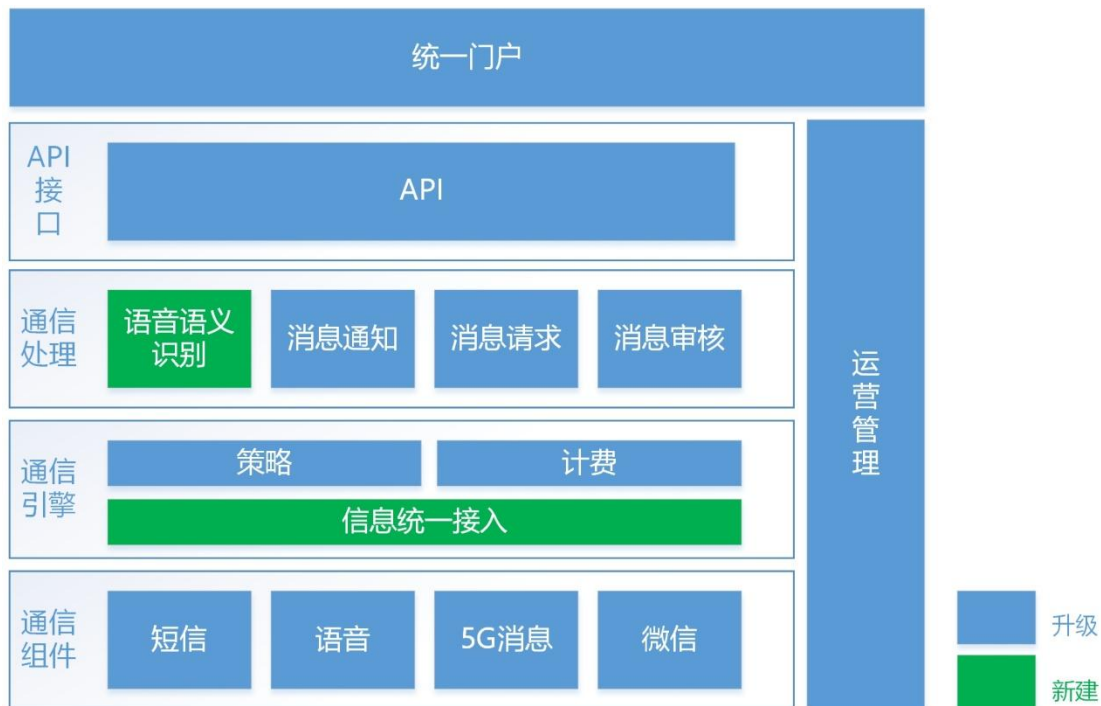 统一门户
API
接
口
API
通信
处理
语音语义
识别
消息通知
消息请求
消息审核
通信
引擎
策略
计费
信息统一接入
通信
组件
短信
语音
5G消息
微信
运
营
管
理
升级
新建